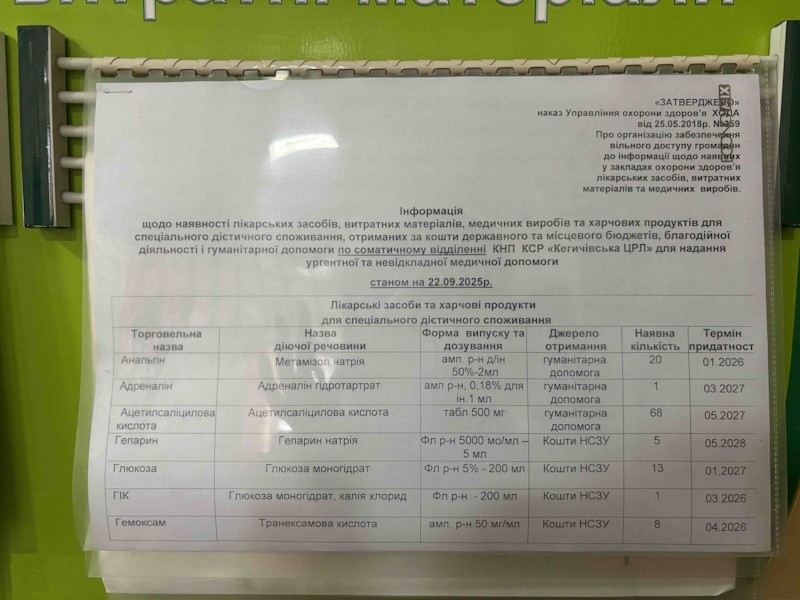 витратні матеріали
«ЗАТВЕРДЖЕНО»
наказ Управління охорони здоров'я ХОДА
від 25.05.2018р. №359
Про організацію забезпечення
вільного доступу громадян
до інформації щодо наявних
у закладах охорони здоров'я
лікарських засобів, витратних
матеріалів та медичних виробів.
Інформація
щодо наявності лікарських засобів, витратних матеріалів, медичних виробів та харчових продуктів для
спеціального дієтичного споживання, отриманих за кошти державного та місцевого бюджетів, благодійної
діяльності і гуманітарної допомоги по соматичному відділенні КНП КСР «Кегичівська ЦРЛ» для надання
ургентної та невідкладної медичної допомоги
станом на 22.09.2025р.
Лікарські засоби та харчові продукти
для спеціального дієтичного споживання
Торговельна назва Назва діючої речовини Форма випуску та дозування Джерело отримання Наявна кількість Термін придатност
Анальгін Метамізол натрія амп. р-н д/ін 50%-2мл гуманітарна допомога 20 01.2026
Адреналін Адреналін гідротартрат амп р-н, 0,18% для ін.1 мл гуманітарна допомога 1 03.2027
Ацетилсаліцилова кислота Ацетилсаліцилова кислота табл 500 мг гуманітарна допомога 68 05.2027
Гепарин Гепарин натрія Фл р-н 5000 мо/мл – 5 мл Кошти НСЗУ 5 05.2028
Глюкоза Глюкоза моногідрат Фл р-н 5% - 200 мл Кошти НСЗУ 13 01.2027
ГІК Глюкоза моногідрат, калія хлорид Фл р-н - 200 мл Кошти НСЗУ 1 03.2026
Гемоксам Транексамова кислота амп. р-н 50 мг/мл Кошти НСЗУ 8 04.2026